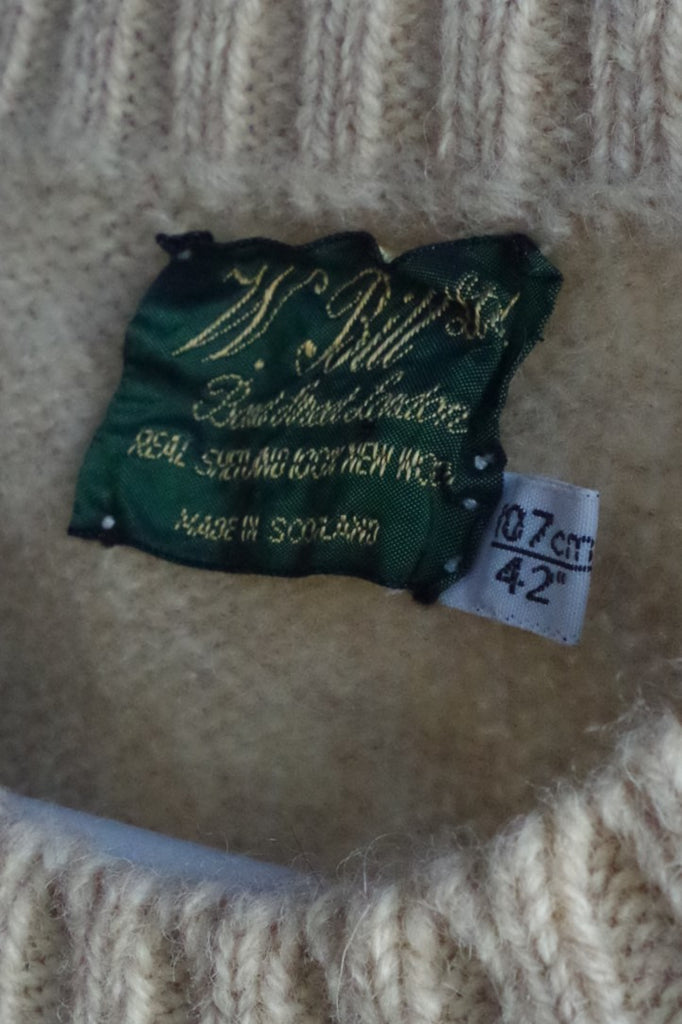 W. Bill Ltd
Bond Street London
REAL SHETLAND 100% NEW WOOL
MADE IN SCOTLAND
107cm
42"